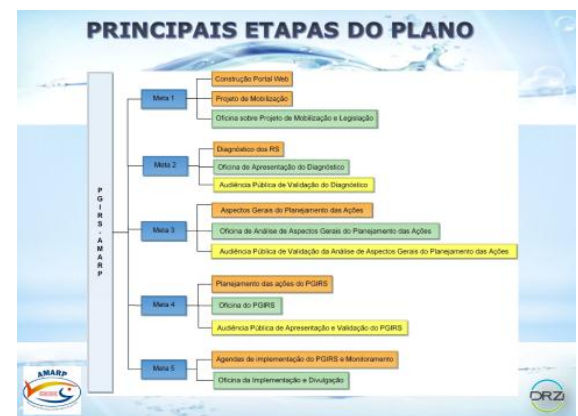 PRINCIPAIS ETAPAS DO PLANO
PGIRS-AMARP
Meta 1
Construção Portal Web
Projeto de Mobilização
Oficina sobre Projeto de Mobilização e Legislação
Meta 2
Diagnóstico dos RS
Oficina de Apresentação do Diagnóstico
Audiência Pública de Validação do Diagnóstico
Meta 3
Aspectos Gerais do Planejamento das Ações
Oficina de Análise de Aspectos Gerais do Planejamento das Ações
Audiência Pública de Validação da Análise de Aspectos Gerais do Planejamento das Ações
Meta 4
Planejamento das ações do PGIRS
Oficina do PGIRS
Audiência Pública de Apresentação e Validação do PGIRS
Meta 5
Agendas de implementação do PGIRS e Monitoramento
Oficina da Implementação e Divulgação
AMARP
DRZ